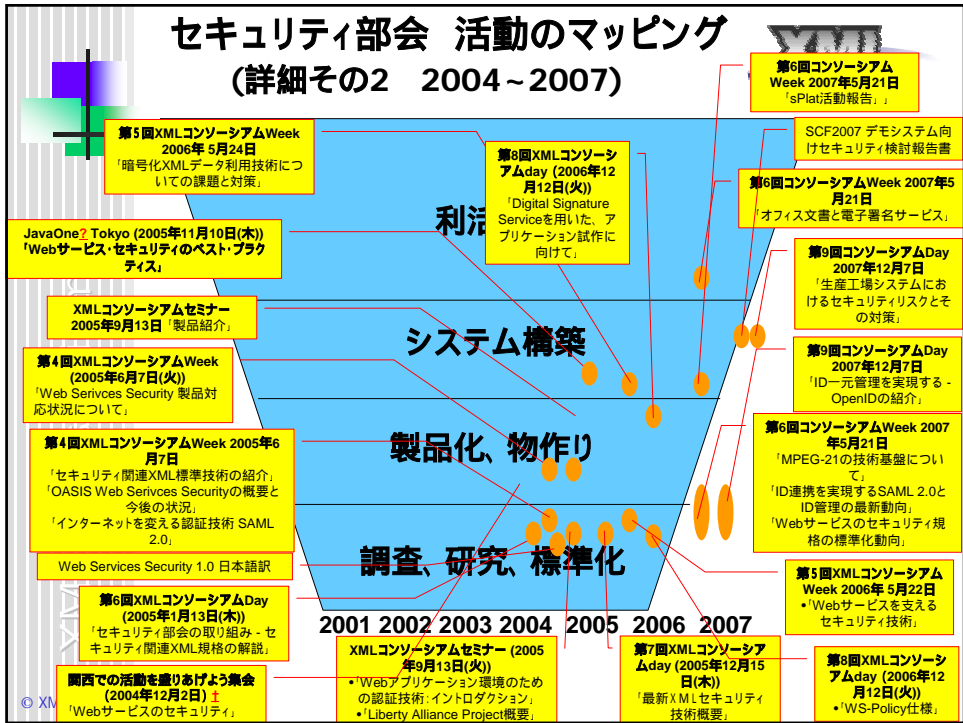 セキュリティ部会 活動のマッピング
(詳細その2 2004~2007)
XML
第6回コンソーシアム
Week 2007年5月21日
「sPlat活動報告」」
第5回XMLコンソーシアムWeek
2006年 5月24日
「暗号化XMLデータ利用技術につ
いての課題と対策」
第8回XMLコンソーシ
アムday (2006年12
月12日(火))
「Digital Signature
Serviceを用いた、ア
プリケーション試作に
向けて」
SCF2007 デモシステム向
けセキュリティ検討報告書
第6回コンソーシアムWeek 2007年5
月21日
「オフィス文書と電子署名サービス」
利活
JavaOne? Tokyo (2005年11月10日(木))
「Webサービス・セキュリティのベスト・プラク
ティス」
第9回コンソーシアムDay
2007年12月7日
「生産工場システムにお
けるセキュリティリスクとそ
の対策」
XMLコンソーシアムセミナー
2005年9月13日「製品紹介」
システム構築
第4回XMLコンソーシアムWeek
(2005年6月7日(火))
「Web Serivces Security 製品対
応状況について」
第9回コンソーシアムDay
2007年12月7日
「ID一元管理を実現する -
OpenIDの紹介」
第4回XMLコンソーシアムWeek 2005年6
月7日
「セキュリティ関連XML標準技術の紹介」
「OASIS Web Serivces Securityの概要と
今後の状況」
「インターネットを変える認証技術 SAML
2.0」
製品化、物作り
第6回コンソーシアムWeek 2007
年5月21日
「MPEG-21の技術基盤につい
て」
「ID連携を実現するSAML 2.0と
ID管理の最新動向」
「Webサービスのセキュリティ規
格の標準化動向」
Web Services Security 1.0 日本語訳
調査、研究、標準化
第5回XMLコンソーシアム
Week 2006年 5月22日
•「Webサービスを支える
セキュリティ技術」
第6回XMLコンソーシアムDay
(2005年1月13日(木))
「セキュリティ部会の取り組み - セ
キュリティ関連XML規格の解説」
2001 2002 2003 2004 2005 2006 2007
XMLコンソーシアムセミナー (2005
年9月13日(火))
•「Webアプリケーション環境のため
の認証技術:イントロダクション」
•「Liberty Alliance Project概要」
第7回XMLコンソーシ
アムday (2005年12月15
日(木))
「最新XMLセキュリティ
技術概要」
第8回XMLコンソーシ
アムday (2006年12
月12日(火))
•「WS-Policy仕様」
関西での活動を盛りあげよう集会
(2004年12月2日) †
「Webサービスのセキュリティ」
© XM